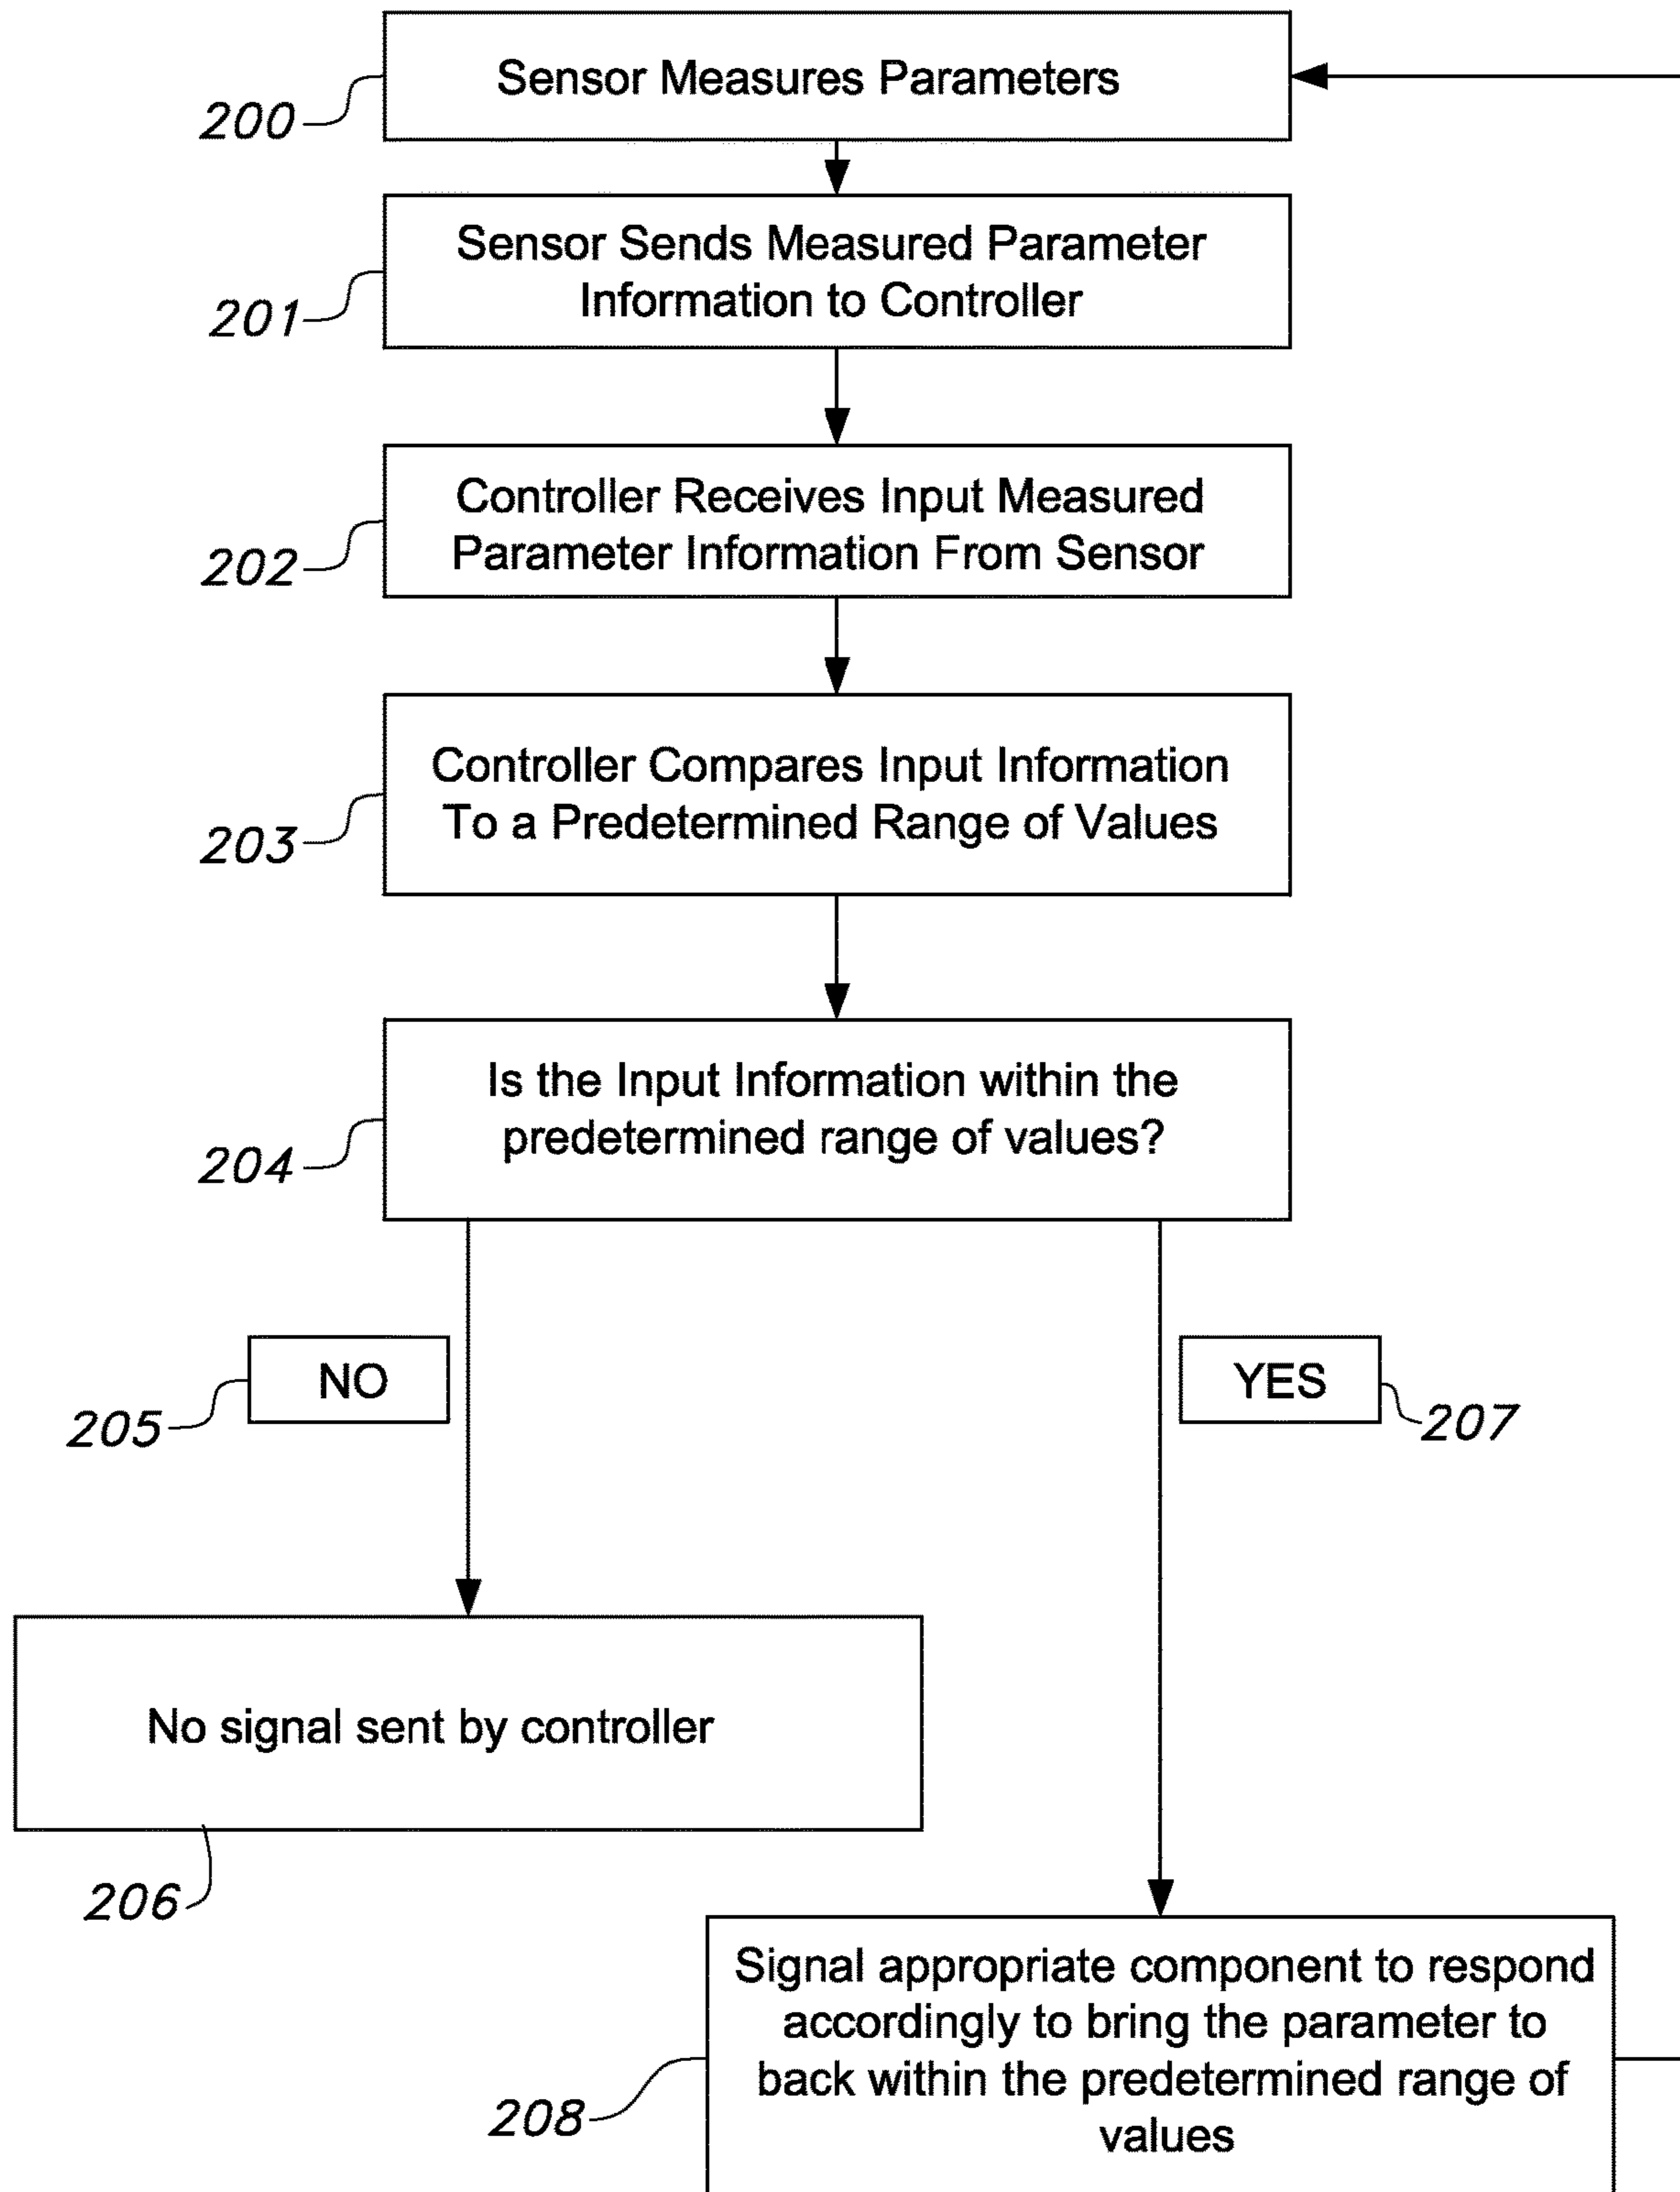 Sensor Measures Parameters
200
Sensor Sends Measured Parameter
Information to Controller
201
Controller Receives Input Measured
Parameter Information From Sensor
202
Controller Compares Input Information
To a Predetermined Range of Values
203
Is the Input Information within the
predetermined range of values?
204
NO
205
YES
207
No signal sent by controller
206
Signal appropriate component to respond
accordingly to bring the parameter to
back within the predetermined range of
values
208